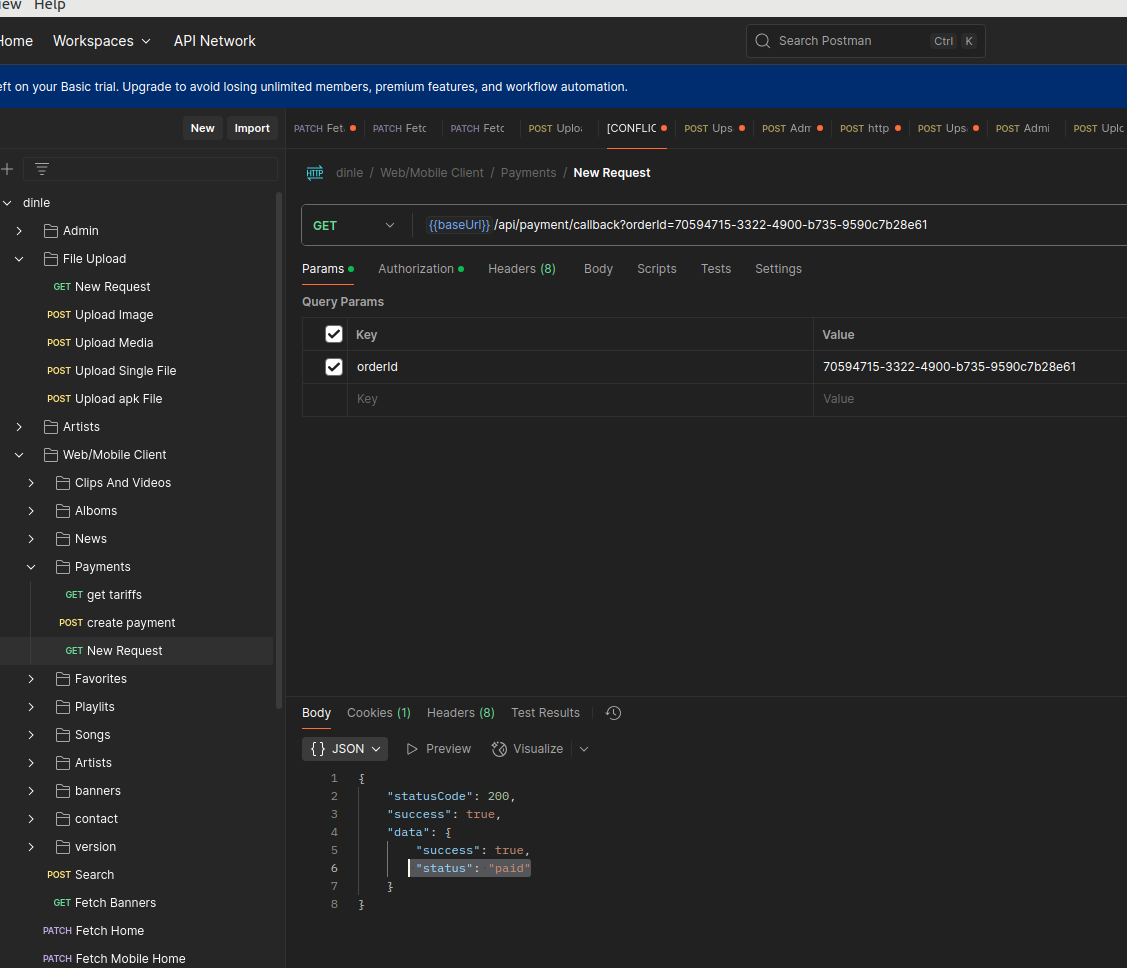 Help
Workspaces
API Network
Search Postman
Ctrl
K
on your Basic trial. Upgrade to avoid losing unlimited members, premium features, and workflow automation.
New
Import
PATCH Fet
PATCH Fetc
PATCH Fetc
POST Uploa
[CONFLIC
POST Ups
POST Adm
POST http
POST Ups
POST Admi
POST Uplo
dinle / Web/Mobile Client / Payments / New Request
GET
{{baseUrl}} /api/payment/callback?orderId=70594715-3322-4900-b735-9590c7b28e61
Params
Authorization
Headers (8)
Body
Scripts
Tests
Settings
Query Params
Key
Value
orderId
70594715-3322-4900-b735-9590c7b28e61
Key
Value
dinle
Admin
File Upload
GET New Request
POST Upload Image
POST Upload Media
POST Upload Single File
POST Upload apk File
Artists
Web/Mobile Client
Clips And Videos
Alboms
News
Payments
GET get tariffs
POST create payment
GET New Request
Favorites
Playlits
Songs
Artists
banners
contact
version
POST Search
GET Fetch Banners
PATCH Fetch Home
PATCH Fetch Mobile Home
Body
Cookies (1)
Headers (8)
Test Results
{} JSON
Preview
Visualize
1 {
2 "statusCode": 200,
3 "success": true,
4 "data": {
5 "success": true,
6 "status": "paid"
7 }
8 }